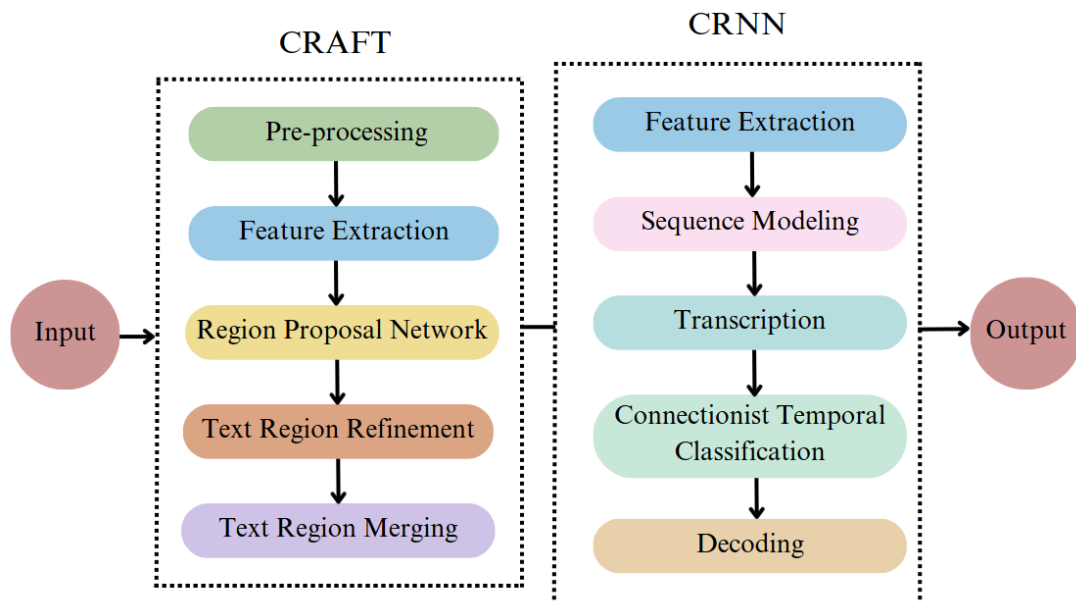 CRAFT
Pre-processing
Feature Extraction
Region Proposal Network
Text Region Refinement
Text Region Merging
Input
CRNN
Feature Extraction
Sequence Modeling
Transcription
Connectionist Temporal
Classification
Decoding
Output